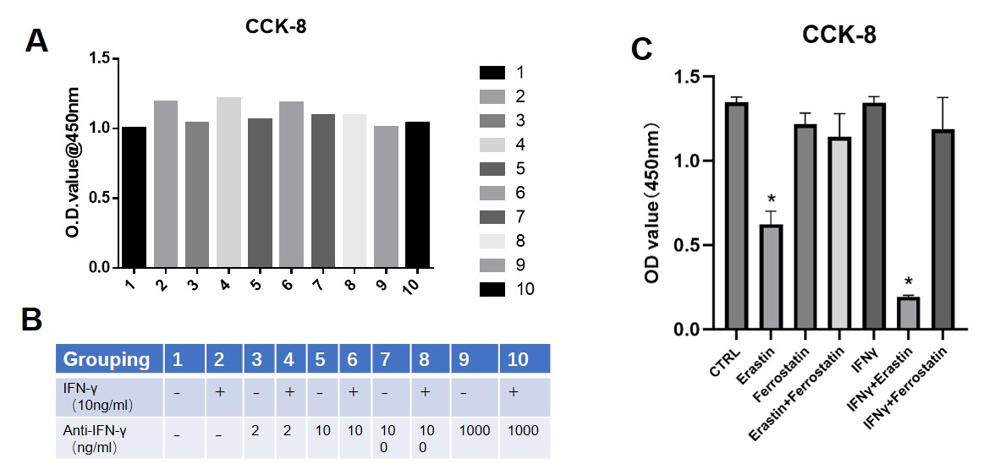 A
CCK-8
O.D.value@450nm
1.5
1.0
0.5
0.0
1 2 3 4 5 6 7 8 9 10
1
2
3
4
5
6
7
8
9
10
B
Grouping 1 2 3 4 5 6 7 8 9 10
IFN-γ - + - + - + - + - +
（10ng/ml）
Anti-IFN-γ - - 2 2 10 10 10 10 1000 1000
（ng/ml） 0 0
C
CCK-8
OD value（450nm）
1.5
1.0
0.5
0.0
* *
CTRL
Erastin
Ferrostatin
Erastin+Ferrostatin
IFNγ
IFNγ+Erastin
IFNγ+Ferrostatin